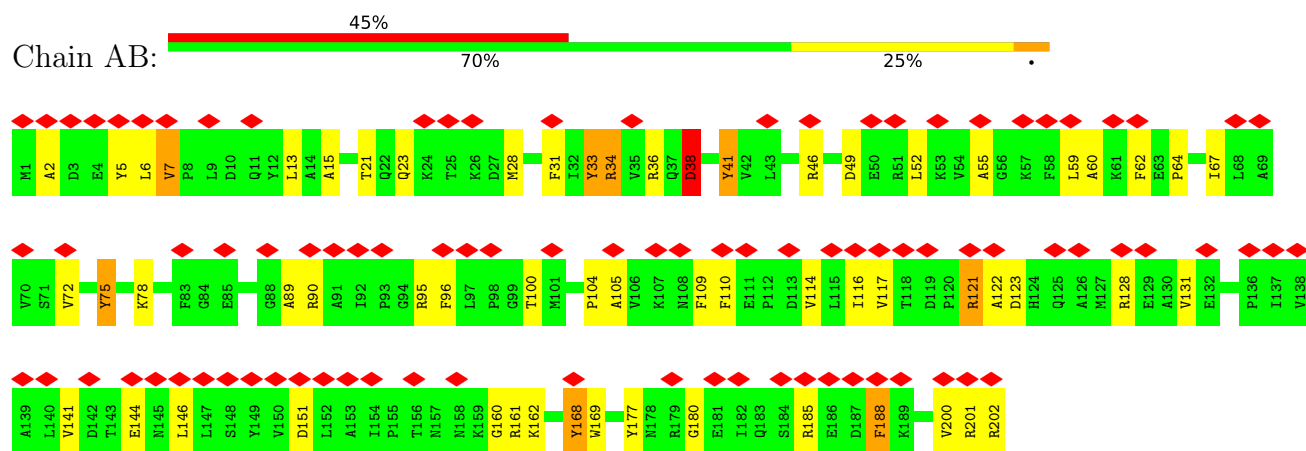 45%
Chain AB:
70% 25% •
M1 A2 D3 E4 Y5 L6 V7 P8 L9 D10 Q11 Y12 L13 A14 A15 T21 Q22 Q23 K24 T25 K26 D27 M28 F31 I32 Y33 R34 V35 R36 Q37 D38 Y41 V42 L43 R46 D49 E50 R51 L52 K53 V54 A55 G56 K57 F58 L59 A60 K61 F62 E63 P64 I67 L68 A69
V70 S71 V72 Y75 K78 F83 G84 E85 G88 A89 R90 A91 I92 P93 G94 R95 F96 L97 P98 G99 T100 M101 P104 A105 V106 K107 N108 F109 F110 E111 P112 D113 V114 L115 I116 V117 T118 D119 P120 R121 A122 D123 H124 Q125 A126 M127 R128 E129 A130 V131 E132 P136 I137 V138
A139 L140 V141 D142 T143 E144 N145 L146 L147 S148 Y149 V150 D151 L152 A153 I154 P155 T156 N157 N158 K159 G160 R161 K162 Y168 W169 Y177 N178 R179 G180 E181 I182 Q183 S184 R185 E186 D187 F188 K189 V200 R201 R202